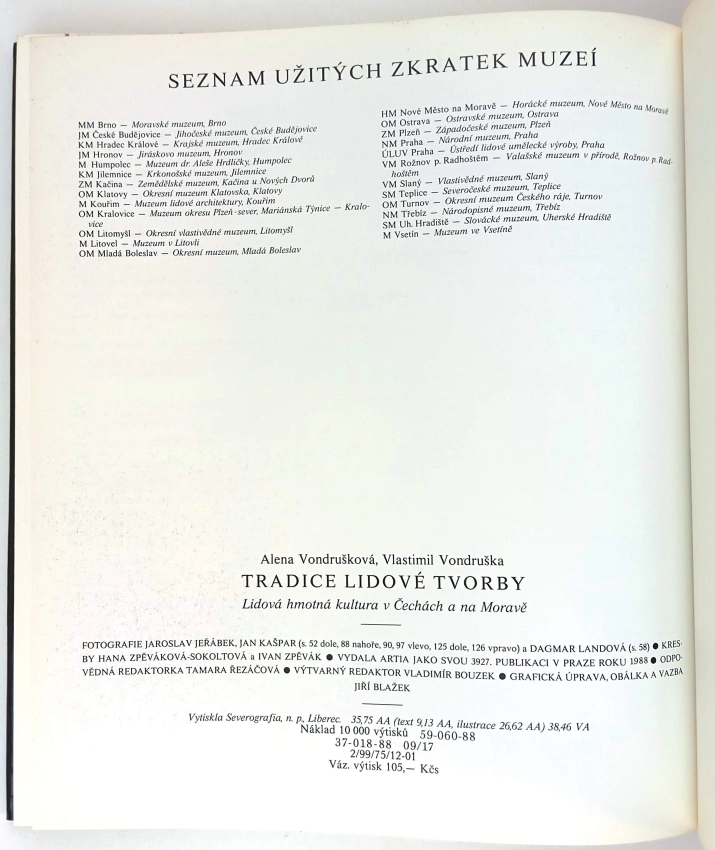 SEZNAM UŽITÝCH ZKRATEK MUZEÍ
MM Brno — Moravské muzeum, Brno
JM České Budějovice — Jihočeské muzeum, České Budějovice
KM Hradec Králové — Krajské muzeum, Hradec Králové
JM Hronov — Jiráskovo muzeum, Hronov
M Humpolec — Muzeum dr. Aleše Hrdličky, Humpolec
KM Jilemnice — Krkonošské muzeum, Jilemnice
ZM Kačina — Zemědělské muzeum, Kačina u Nových Dvorů
OM Klatovy — Okresní muzeum Klatovska, Klatovy
M Kouřim — Muzeum lidové architektury, Kouřim
OM Kralovice — Muzeum okresu Plzeň-sever, Mariánská Týnice — Kralo-
vice
OM Litomyšl — Okresní vlastivědné muzeum, Litomyšl
M Litovel — Muzeum v Litovli
OM Mladá Boleslav — Okresní muzeum, Mladá Boleslav
HM Nové Město na Moravě — Horácké muzeum, Nové Město na Moravě
OM Ostrava — Ostravské muzeum, Ostrava
ZM Plzeň — Západočeské muzeum, Plzeň
NM Praha — Národní muzeum, Praha
ÚLUV Praha — Ústředí lidové umělecké výroby, Praha
VM Rožnov p. Radhoštěm — Valašské muzeum v přírodě, Rožnov p. Rad-
hoštěm
VM Slaný — Vlastivědné muzeum, Slaný
SM Teplice — Severočeské muzeum, Teplice
OM Turnov — Okresní muzeum Českého ráje, Turnov
NM Třebíz — Národopisné muzeum, Třebíz
SM Uh. Hradiště — Slovácké muzeum, Uherské Hradiště
M Vsetín — Muzeum ve Vsetíně
Alena Vondrušková, Vlastimil Vondruška
TRADICE LIDOVÉ TVORBY
Lidová hmotná kultura v Čechách a na Moravě
FOTOGRAFIE JAROSLAV JEŘÁBEK, JAN KAŠPAR (s. 52 dole, 88 nahoře, 90, 97 vlevo, 125 dole, 126 vpravo) a DAGMAR LANDOVÁ (s. 58) ● KRES-
BY HANA ZPĚVÁKOVÁ-SOKOLTOVÁ a IVAN ZPĚVÁK ● VYDALA ARTIA JAKO SVOU 3927. PUBLIKACI V PRAZE ROKU 1988 ● ODPO-
VĚDNÁ REDAKTORKA TAMARA ŘEZÁČOVÁ ● VÝTVARNÝ REDAKTOR VLADIMÍR BOUZEK ● GRAFICKÁ ÚPRAVA, OBÁLKA A VAZBA
JIŘÍ BLAŽEK
Vytiskla Severografia, n. p., Liberec. 35,75 AA (text 9,13 AA, ilustrace 26,62 AA) 38,46 VA
Náklad 10 000 výtisků 59-060-88
37-018-88 09/17
2/99/75/12-01
Váz. výtisk 105,— Kčs